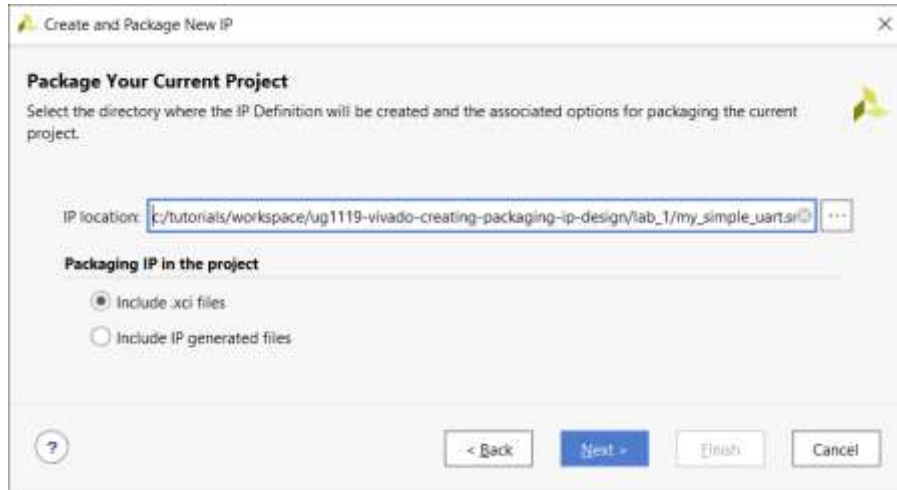 Create and Package New IP
Package Your Current Project
Select the directory where the IP Definition will be created and the associated options for packaging the current
project.
IP location: c:/tutorials/workspace/ug1119-vivado-creating-packaging-ip-design/lab_1/my_simple_uart.sr
Packaging IP in the project
Include .xci files
Include IP generated files
? < Back Next > Finish Cancel